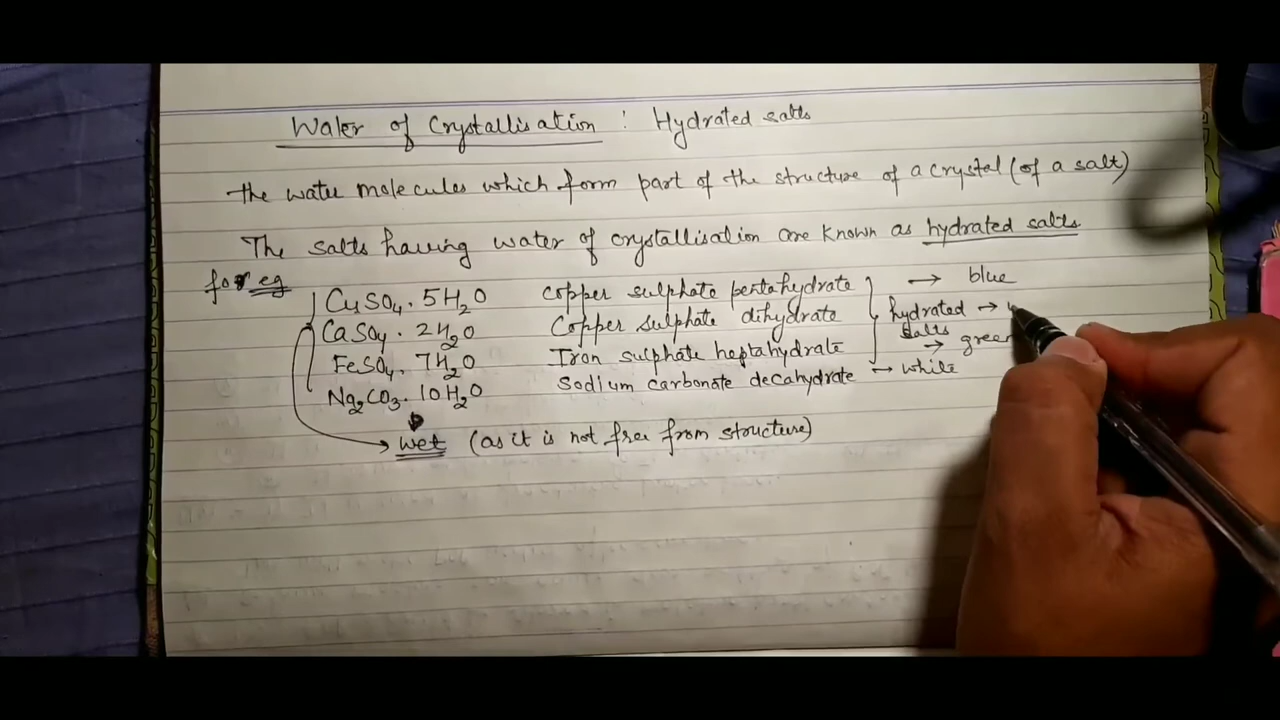 Water of Crystallisation : Hydrated salts
the water molecules which form part of the structure of a crystal (of a salt)
The salts having water of crystallisation are known as hydrated salts
for eg
CuSO4. 5H2O Copper sulphate pentahydrate → blue
CaSO4. 2H2O Copper sulphate dihydrate hydrated salts →
FeSO4. 7H2O Iron sulphate heptahydrate → green
Na2CO3. 10H2O Sodium carbonate decahydrate → white
→ wet (as it is not free from structure)